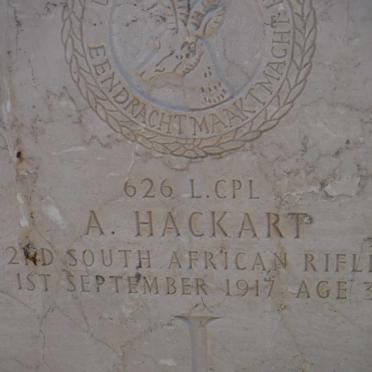 EENDRACHT MAAKT MACHT
626 L.CPL
A. HACKART
2ND SOUTH AFRICAN RIFL
1ST SEPTEMBER 1917 AGE 3